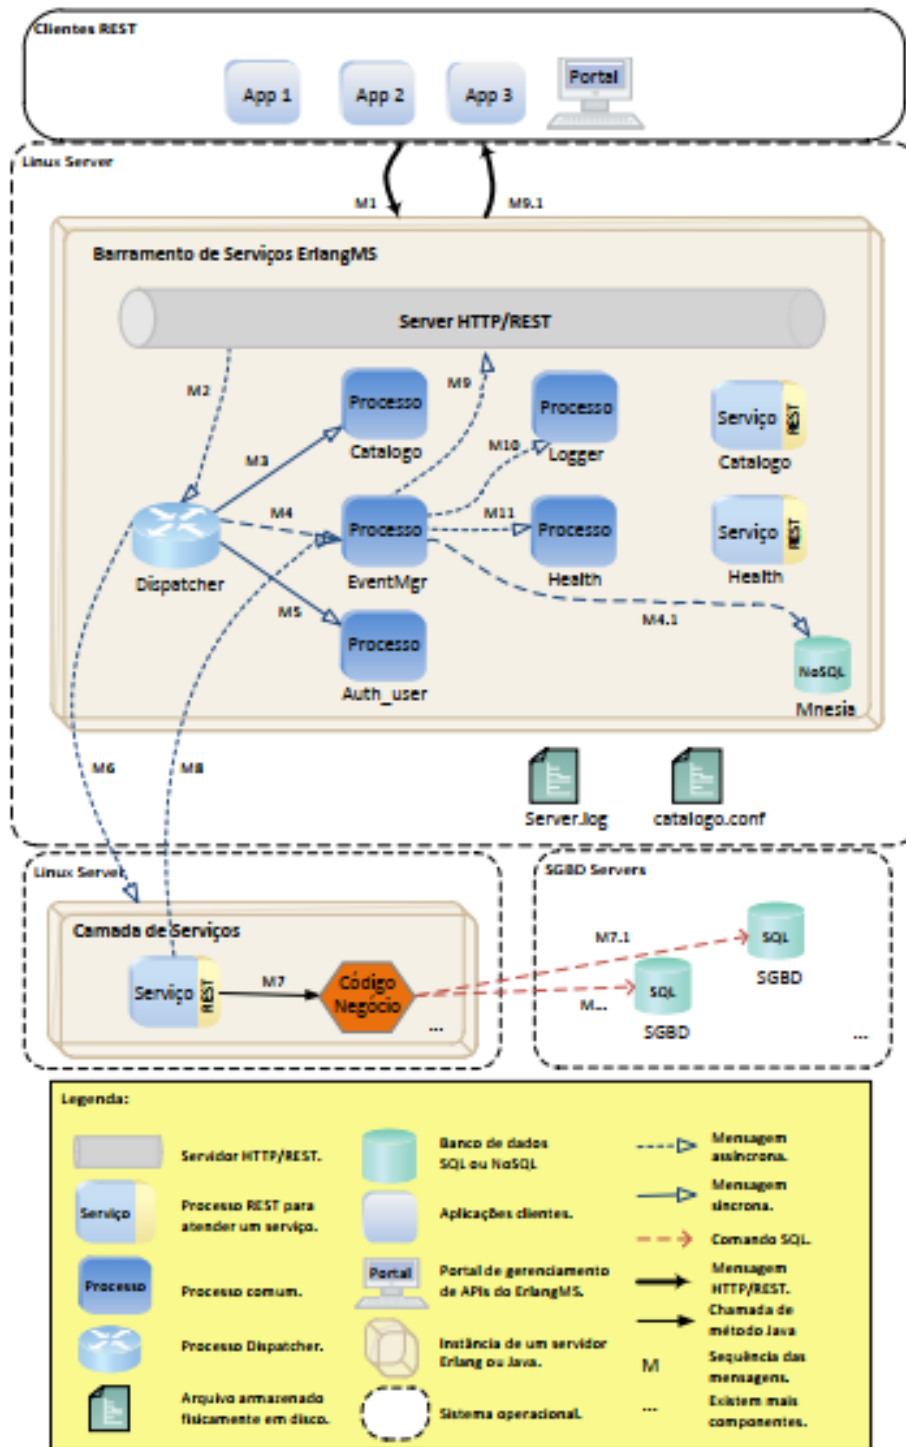 Clientes REST
App 1
App 2
App 3
Portal
Linux Server
M1
M9.1
Barramento de Serviços ErlangMS
Server HTTP/REST
M2
M9
Processo
Catalogo
Processo
Logger
Serviço
REST
Catalogo
M3
M10
M4
Dispatcher
Processo
EventMgr
M11
Processo
Health
Serviço
REST
Health
M5
M4.1
Processo
Auth_user
NoSQL
Mnesia
M6
M8
Server.log
catalogo.conf
Linux Server
Camada de Serviços
Serviço
REST
M7
Código
Negócio
...
SGBD Servers
M7.1
SQL
SGBD
M...
SQL
SGBD
...
Legenda:
Servidor HTTP/REST.
Serviço
Processo REST para
atender um serviço.
Processo
Processo comum.
Processo Dispatcher.
Arquivo armazenado
fisicamente em disco.
Banco de dados
SQL ou NoSQL
Aplicações clientes.
Portal
Portal de gerenciamento
de APIs do ErlangMS.
Instância de um servidor
Erlang ou Java.
Sistema operacional.
Mensagem
assíncrona.
Mensagem
síncrona.
Comando SQL.
Mensagem
HTTP/REST.
Chamada de
método Java
M
Sequência das
mensagens.
...
Existem mais
componentes.